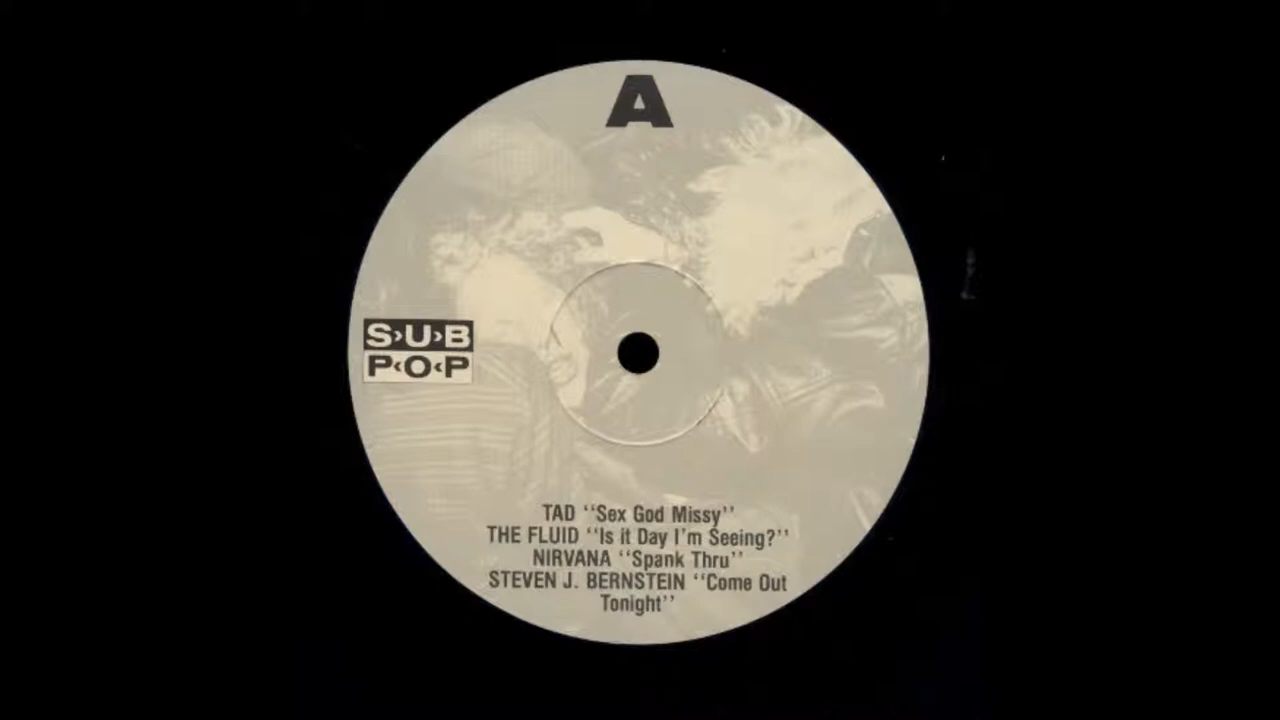 A
S›U›B
P‹O‹P
TAD ‘‘Sex God Missy’’
THE FLUID ‘‘Is it Day I'm Seeing?’’
NIRVANA ‘‘Spank Thru’’
STEVEN J. BERNSTEIN ‘‘Come Out
Tonight’’